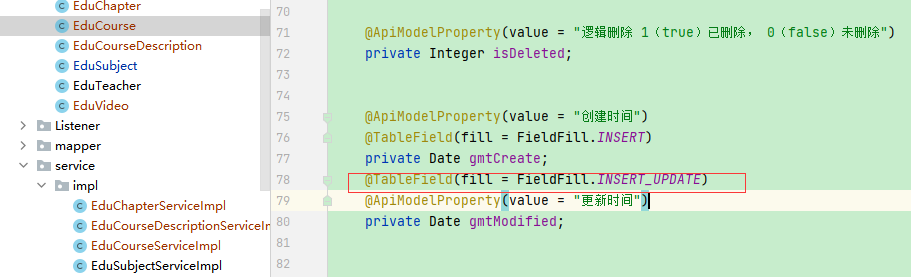 EduChapter
EduCourse
EduCourseDescription
EduSubject
EduTeacher
EduVideo
Listener
mapper
service
impl
EduChapterServiceImpl
EduCourseDescriptionServiceIm
EduCourseServiceImpl
EduSubjectServiceImpl
70
71 @ApiModelProperty(value = "逻辑删除 1（true）已删除， 0（false）未删除")
72 private Integer isDeleted;
73
74
75 @ApiModelProperty(value = "创建时间")
76 @TableField(fill = FieldFill.INSERT)
77 private Date gmtCreate;
78 @TableField(fill = FieldFill.INSERT_UPDATE)
79 @ApiModelProperty(value = "更新时间")
80 private Date gmtModified;
81
82